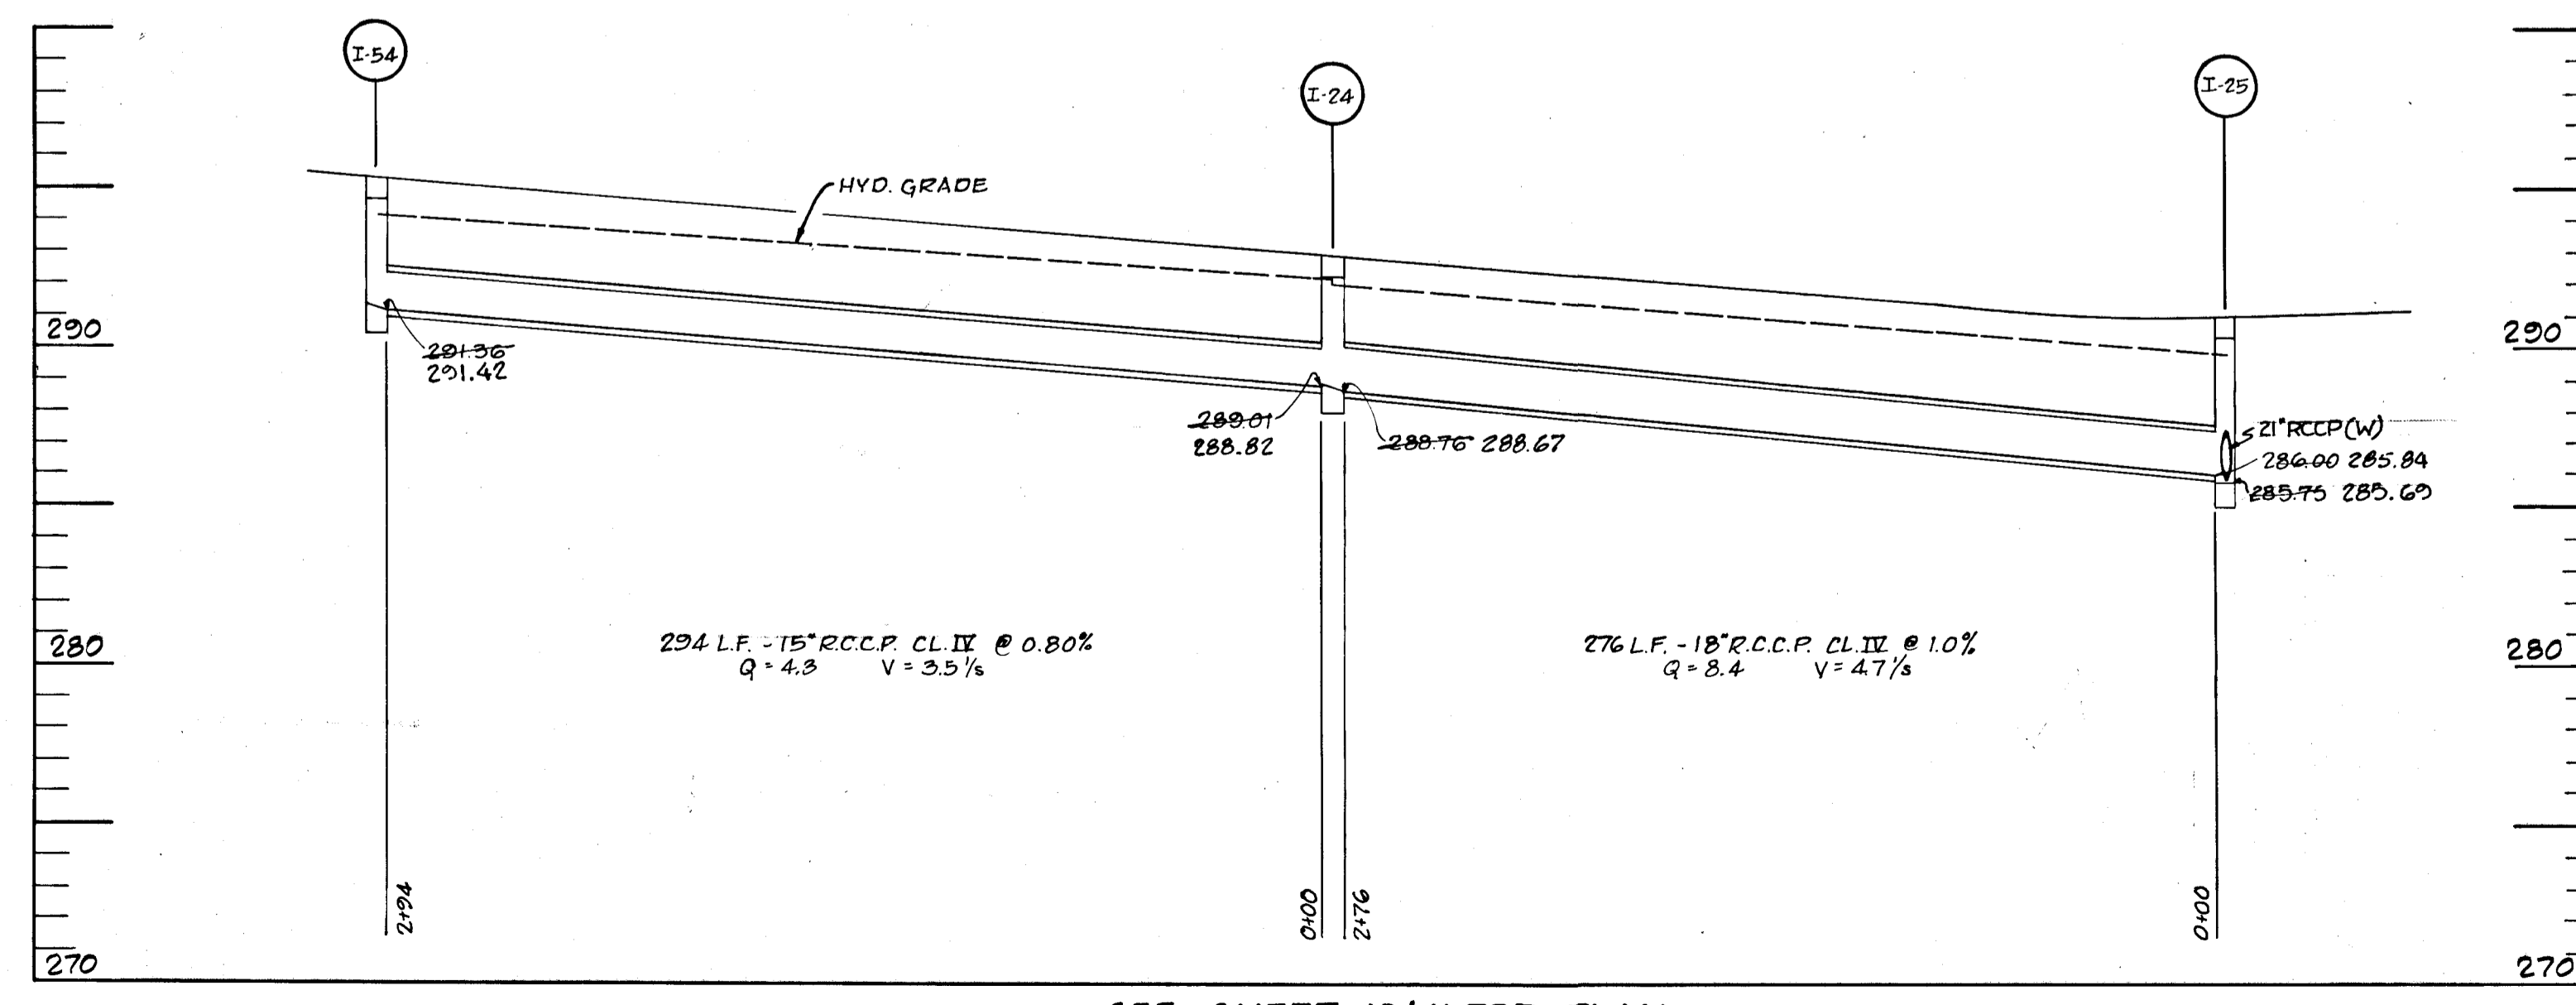 I-54
I-24
I-25
HYD. GRADE
290
290
291.36
291.42
289.01
288.82
288.76 288.67
21"RCCP(W)
286.00 285.84
285.75 285.69
280
294 L.F. - 15" R.C.C.P. CL.IV @ 0.80%
Q = 4.3 V = 3.5'/s
276 L.F. - 18" R.C.C.P. CL.IV @ 1.0%
Q = 8.4 V = 4.7'/s
280
2+94
0+00
2+76
0+00
270
270